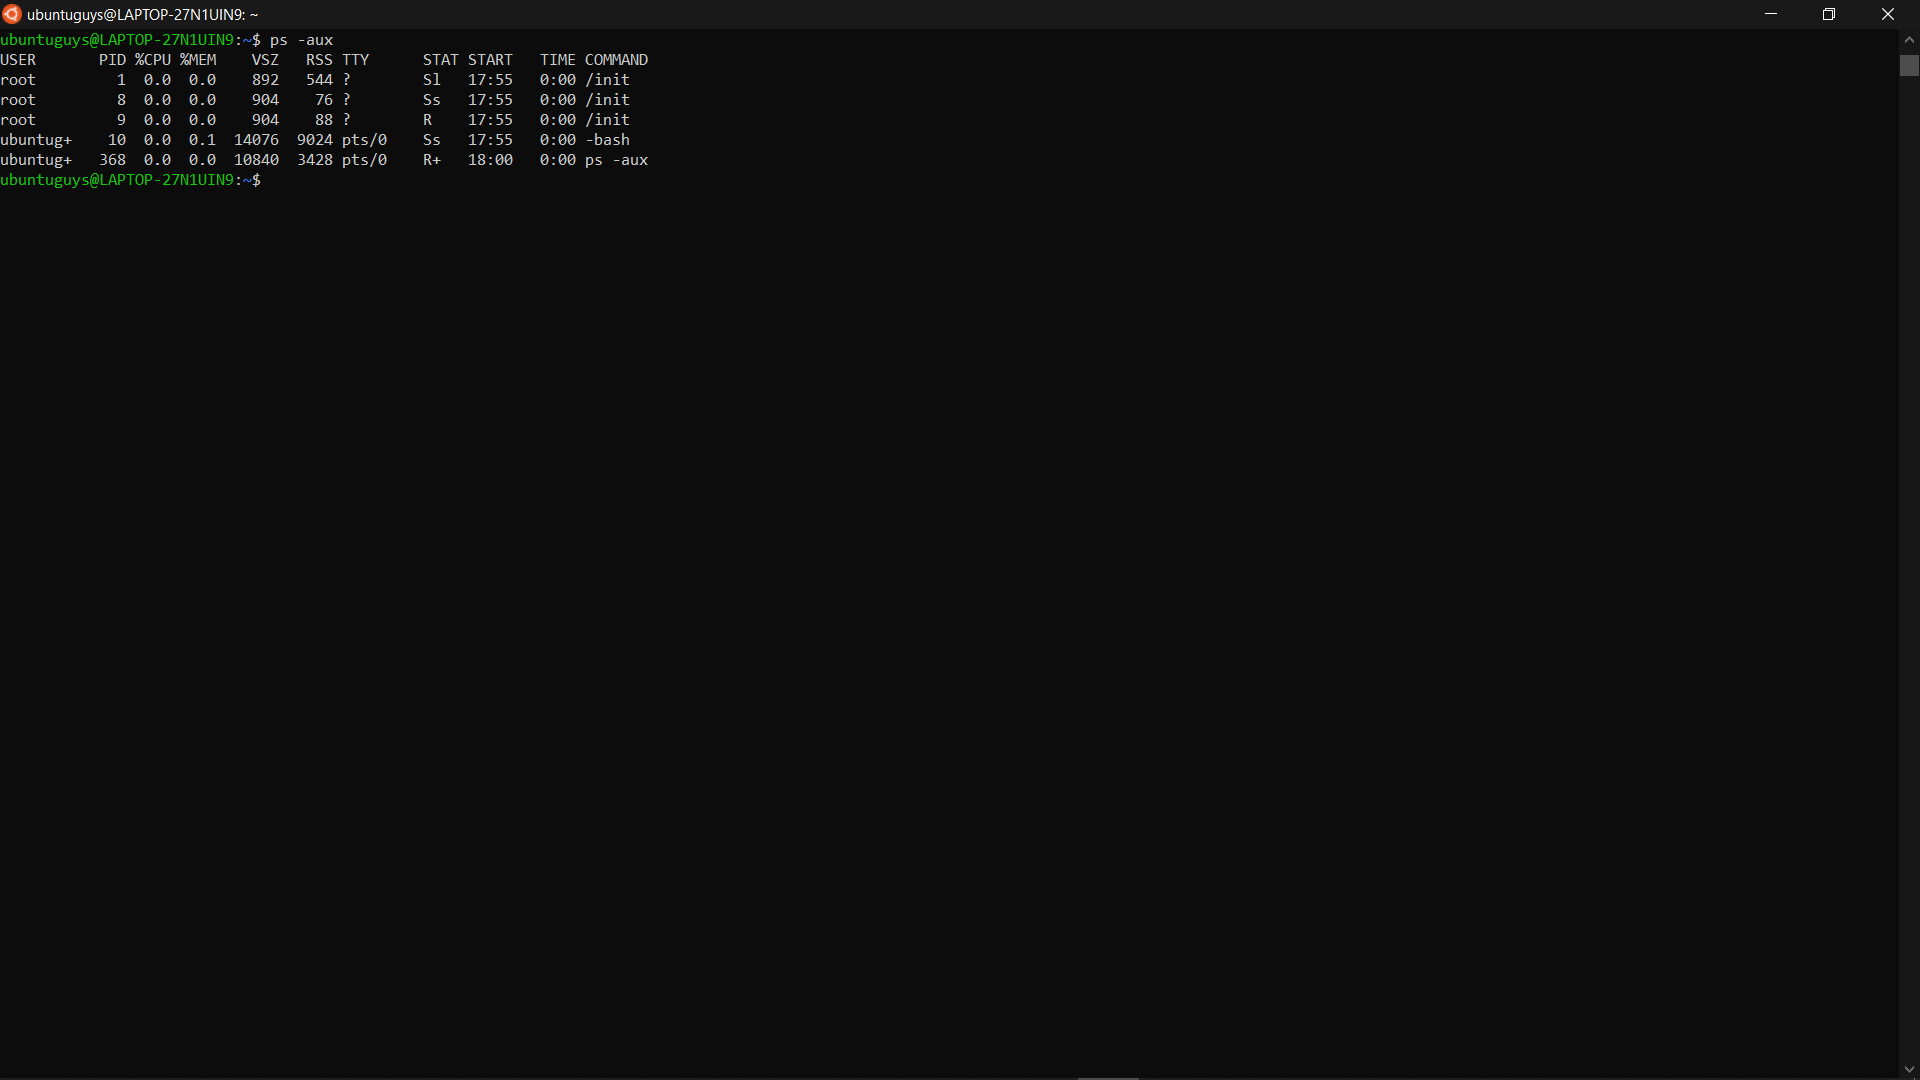 ubuntuguys@LAPTOP-27N1UIN9: ~
ubuntuguys@LAPTOP-27N1UIN9:~$ ps -aux
USER       PID %CPU %MEM    VSZ   RSS TTY      STAT START   TIME COMMAND
root         1  0.0  0.0    892   544 ?        Sl   17:55   0:00 /init
root         8  0.0  0.0    904    76 ?        Ss   17:55   0:00 /init
root         9  0.0  0.0    904    88 ?        R    17:55   0:00 /init
ubuntug+    10  0.0  0.1  14076  9024 pts/0    Ss   17:55   0:00 -bash
ubuntug+   368  0.0  0.0  10840  3428 pts/0    R+   18:00   0:00 ps -aux
ubuntuguys@LAPTOP-27N1UIN9:~$